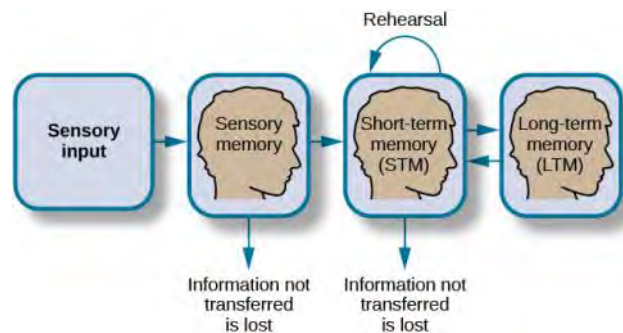 Rehearsal
Sensory
input
Sensory
memory
Short-term
memory
(STM)
Long-term
memory
(LTM)
Information not
transferred
is lost
Information not
transferred
is lost